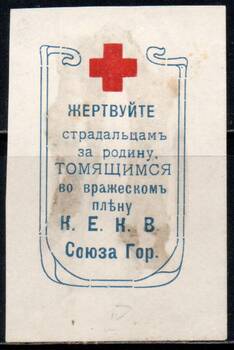 ЖЕРТВУЙТЕ
страдальцамъ
за родину,
ТОМЯЩИМСЯ
во вражескомъ
плѣну
К. Е. К. В.
Союза Гор.